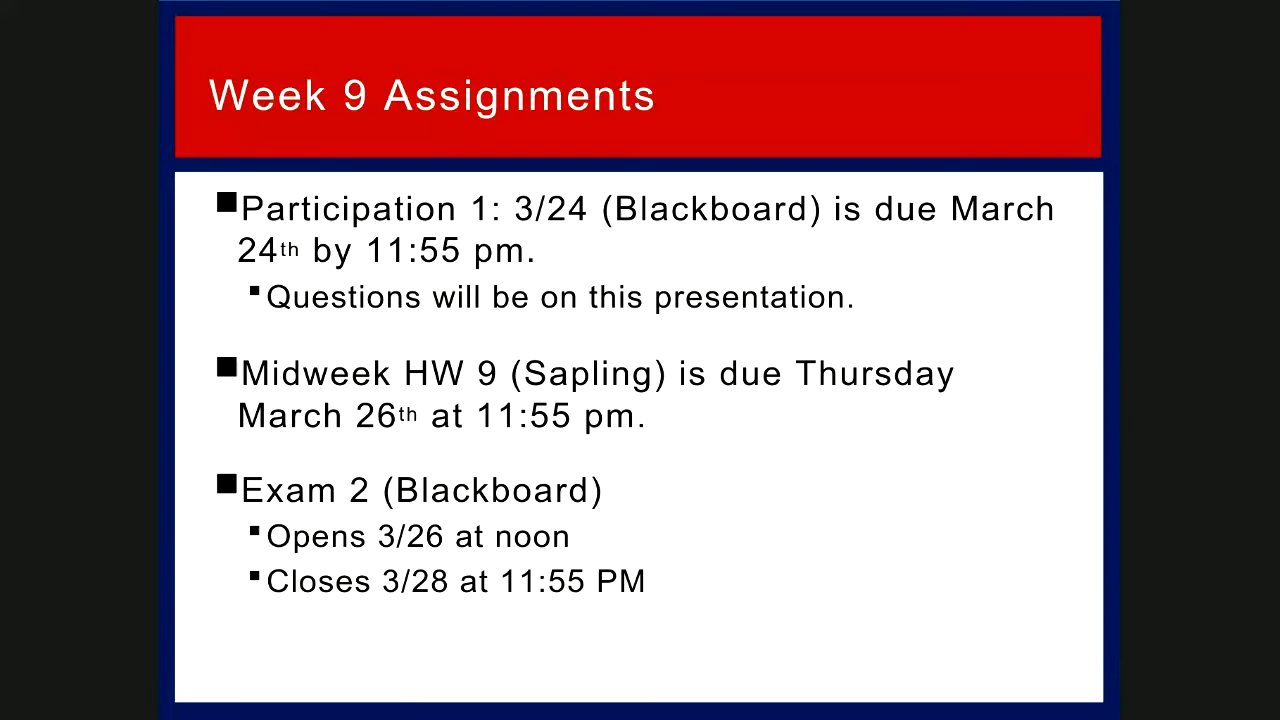 Week 9 Assignments
■Participation 1: 3/24 (Blackboard) is due March
24th by 11:55 pm.
▪Questions will be on this presentation.
■Midweek HW 9 (Sapling) is due Thursday
March 26th at 11:55 pm.
■Exam 2 (Blackboard)
▪Opens 3/26 at noon
▪Closes 3/28 at 11:55 PM